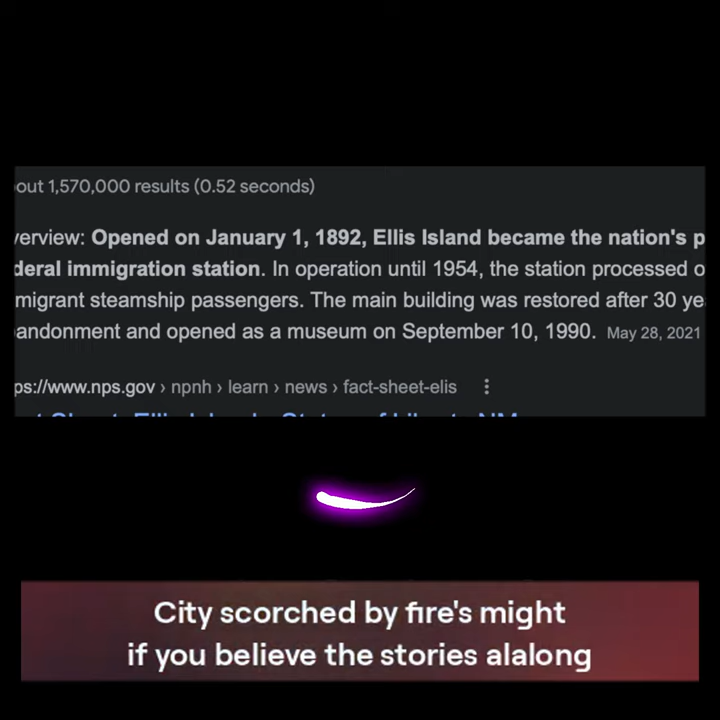 out 1,570,000 results (0.52 seconds)
verview: Opened on January 1, 1892, Ellis Island became the nation's p
deral immigration station. In operation until 1954, the station processed o
migrant steamship passengers. The main building was restored after 30 ye
andonment and opened as a museum on September 10, 1990. May 28, 2021
ps://www.nps.gov › npnh › learn › news › fact-sheet-elis
City scorched by fire's might
if you believe the stories alalong